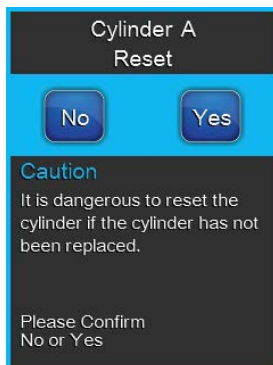 Cylinder A
Reset
No Yes
Caution
It is dangerous to reset the
cylinder if the cylinder has not
been replaced.
Please Confirm
No or Yes